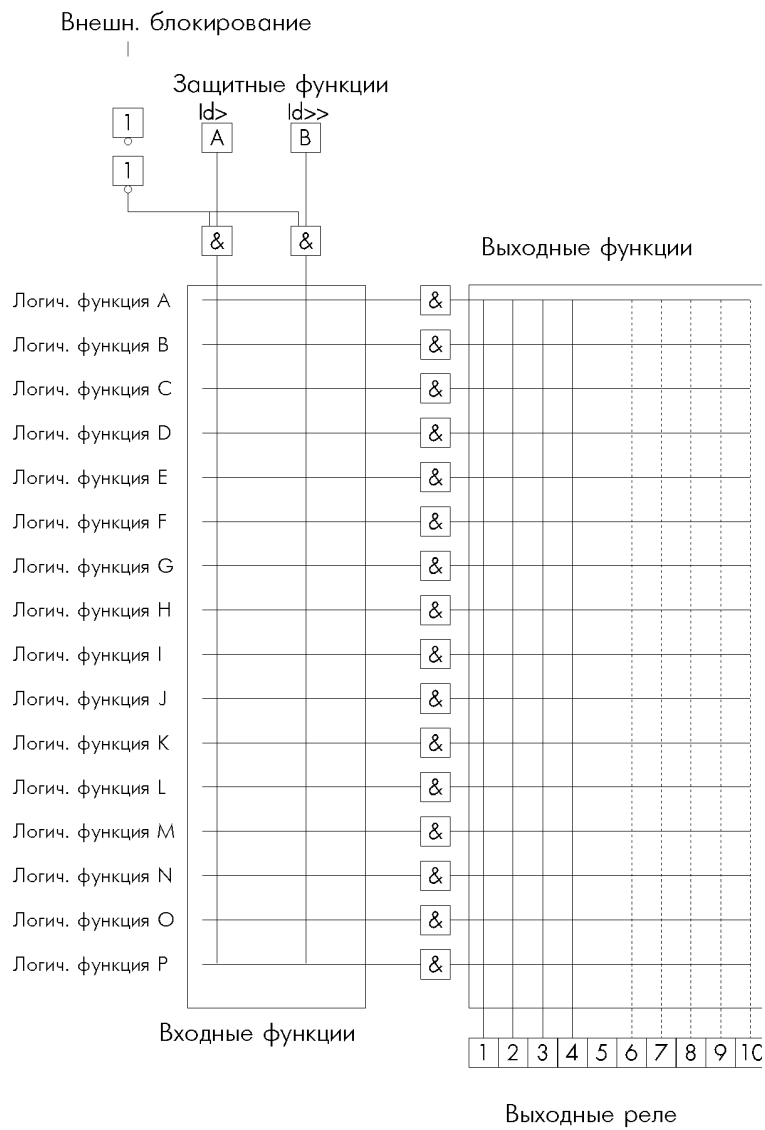 Внешн. блокирование
Защитные функции
Id> Id>>
1 A B
1
& &
Выходные функции
Логич. функция A &
Логич. функция B &
Логич. функция C &
Логич. функция D &
Логич. функция E &
Логич. функция F &
Логич. функция G &
Логич. функция H &
Логич. функция I &
Логич. функция J &
Логич. функция K &
Логич. функция L &
Логич. функция M &
Логич. функция N &
Логич. функция O &
Логич. функция P &
Входные функции
1 2 3 4 5 6 7 8 9 10
Выходные реле